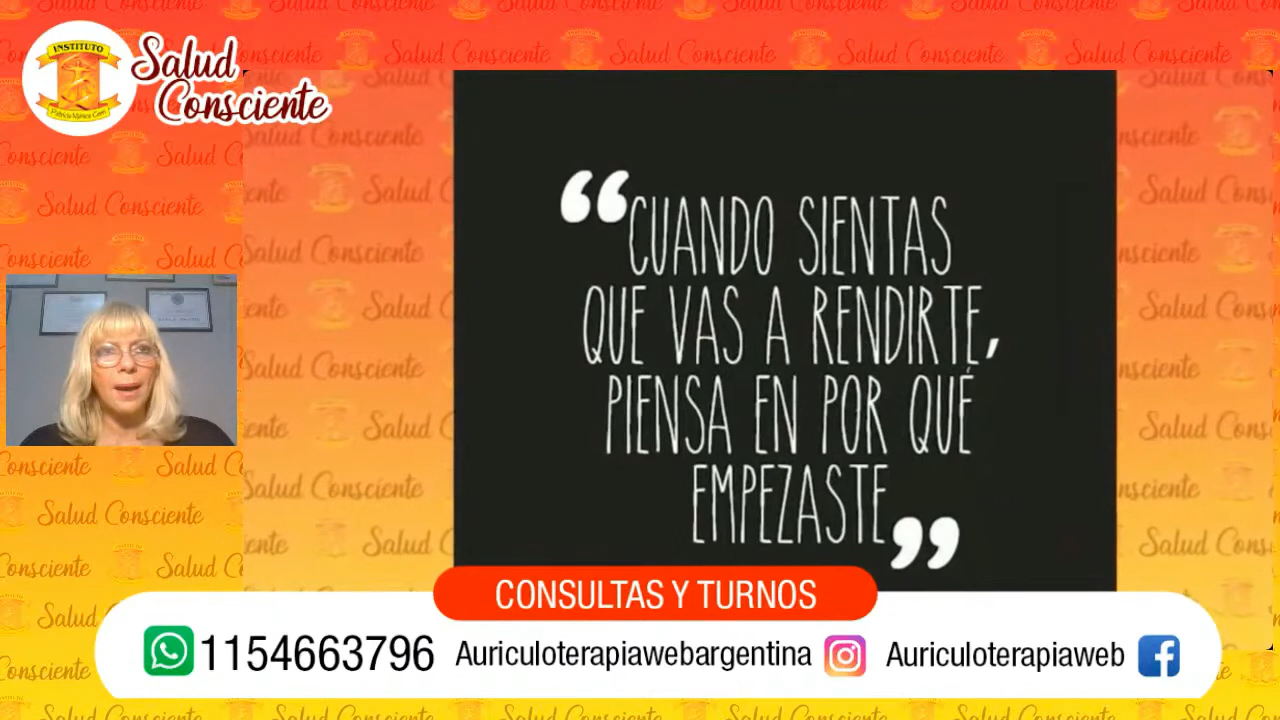 INSTITUTO
Salud
Consciente
“CUANDO SIENTAS
QUE VAS A RENDIRTE,
PIENSA EN POR QUÉ
EMPEZASTE”
CONSULTAS Y TURNOS
1154663796 Auriculoterapiawebargentina Auriculoterapiaweb